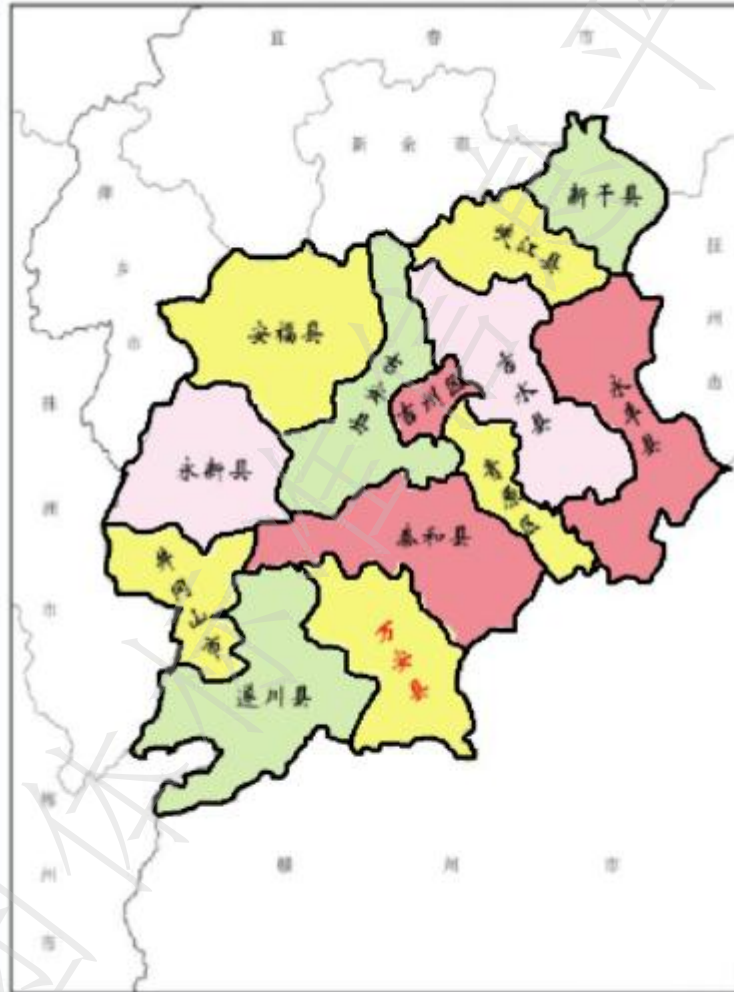 宜春市
新余市
新干县
萍乡市
峡江县
抚州市
安福县
吉安县
吉州区
吉水县
永丰县
株洲市
永新县
青原区
泰和县
井冈山市
万安县
遂川县
郴州市
赣州市